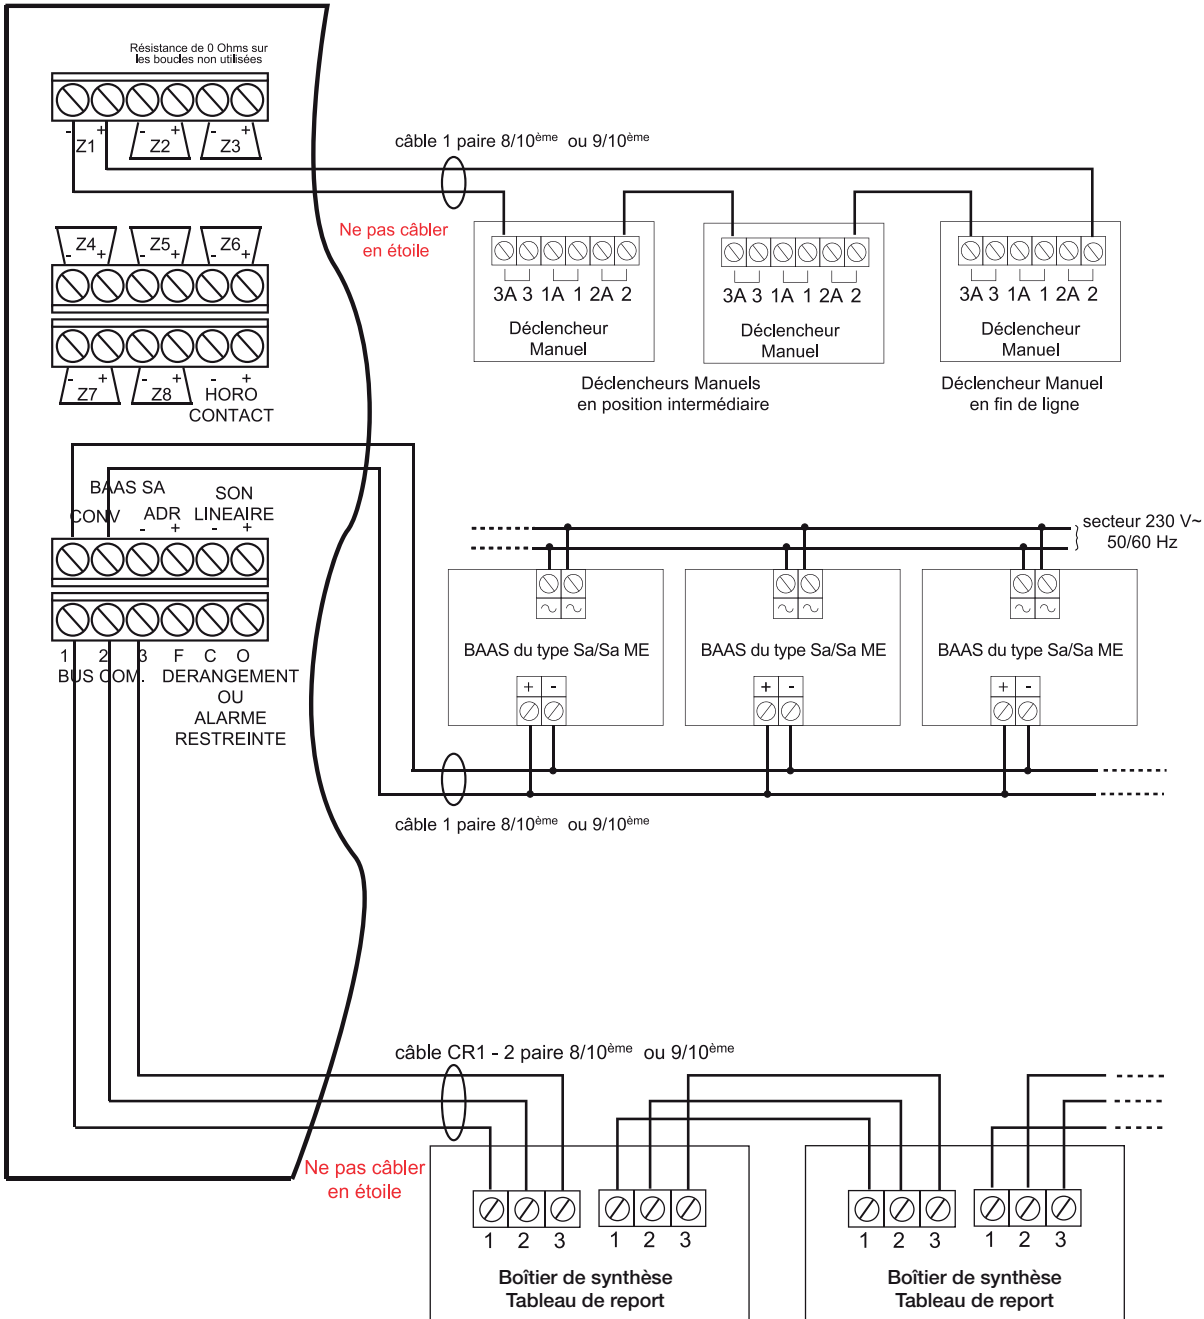 Résistance de 0 Ohms sur
les boucles non utilisées
- + - + - +
Z1 Z2 Z3
câble 1 paire 8/10ème ou 9/10ème
Ne pas câbler
en étoile
Z4 Z5 Z6
- + - + - +
3A 3 1A 1 2A 2
Déclencheur
Manuel
3A 3 1A 1 2A 2
Déclencheur
Manuel
3A 3 1A 1 2A 2
Déclencheur
Manuel
Déclencheurs Manuels
en position intermédiaire
Déclencheur Manuel
en fin de ligne
- + - + - +
Z7 Z8 HORO
CONTACT
BAAS SA
CONV ADR
- +
SON
LINEAIRE
- +
secteur 230 V~
50/60 Hz
1 2 3 F C O
BUS COM.
DERANGEMENT
OU
ALARME
RESTREINTE
BAAS du type Sa/Sa ME
+ -
BAAS du type Sa/Sa ME
+ -
BAAS du type Sa/Sa ME
+ -
câble 1 paire 8/10ème ou 9/10ème
câble CR1 - 2 paire 8/10ème ou 9/10ème
Ne pas câbler
en étoile
1 2 3 1 2 3
Boîtier de synthèse
Tableau de report
1 2 3 1 2 3
Boîtier de synthèse
Tableau de report